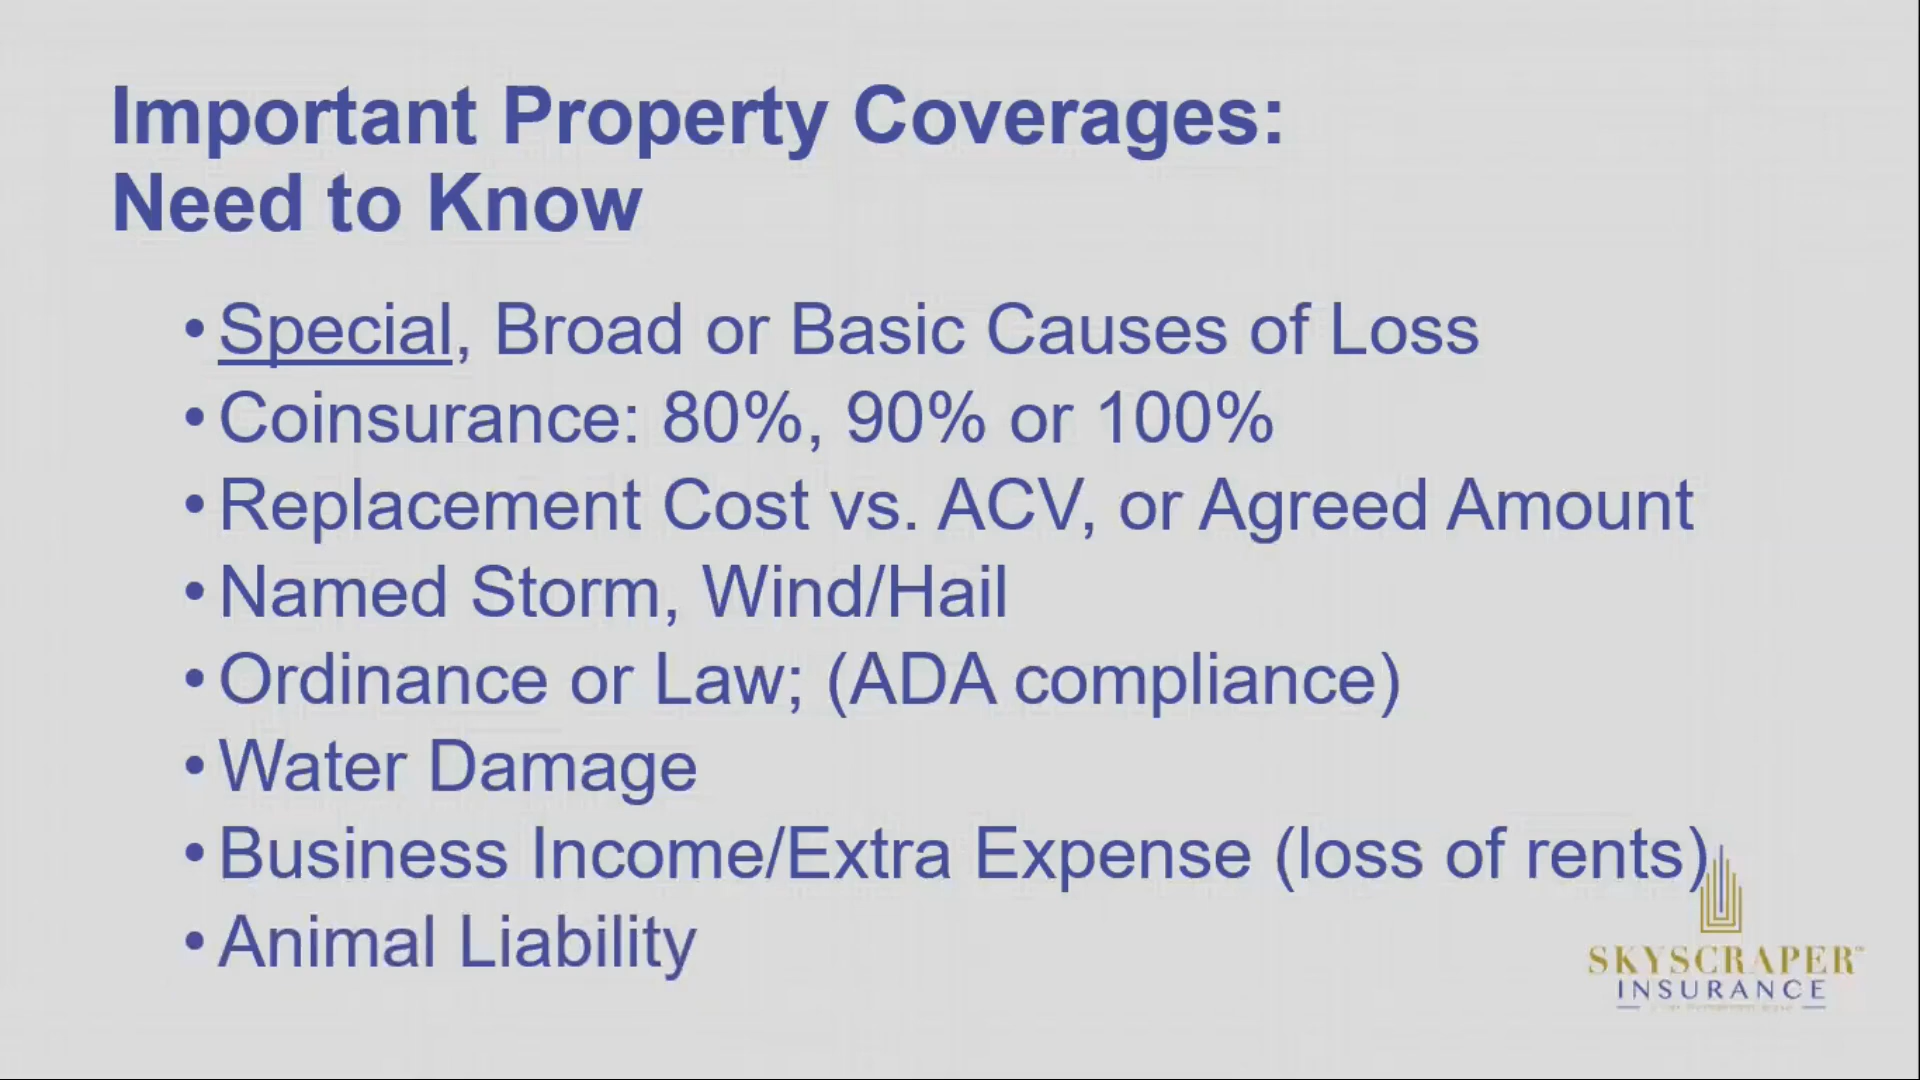 Important Property Coverages:
Need to Know
• Special, Broad or Basic Causes of Loss
• Coinsurance: 80%, 90% or 100%
• Replacement Cost vs. ACV, or Agreed Amount
• Named Storm, Wind/Hail
• Ordinance or Law; (ADA compliance)
• Water Damage
• Business Income/Extra Expense (loss of rents)
• Animal Liability
SKYSCRAPER™
INSURANCE